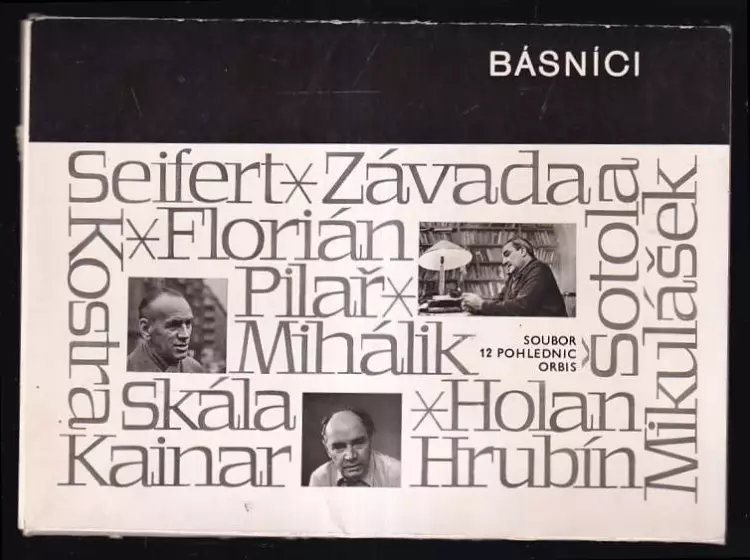 BÁSNÍCI
Seifert*Závada
Šotola
Mikulášek
Kostra
*Florián
Pilař*
Mihálik
SOUBOR
12 POHLEDNIC
ORBIS
Skála
*Holan
Kainar
Hrubín